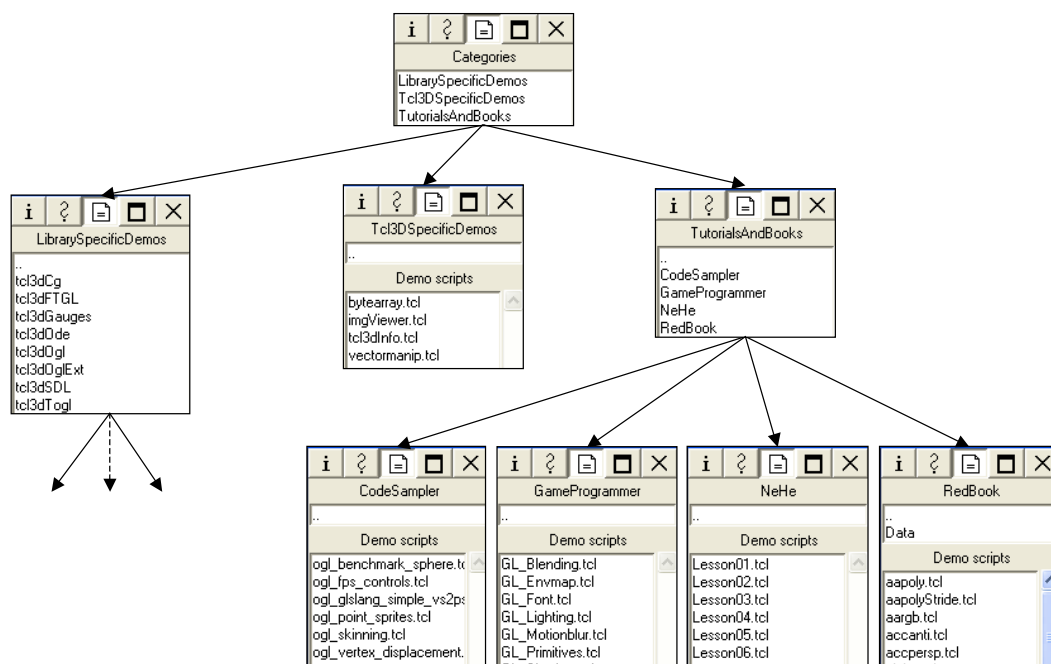 Categories
LibrarySpecificDemos
Tcl3DSpecificDemos
TutorialsAndBooks
LibrarySpecificDemos
..
tcl3dCg
tcl3dFTGL
tcl3dGauges
tcl3dOde
tcl3dOgl
tcl3dOglExt
tcl3dSDL
tcl3dTogl
Tcl3DSpecificDemos
..
Demo scripts
bytearray.tcl
imgViewer.tcl
tcl3dInfo.tcl
vectormanip.tcl
TutorialsAndBooks
..
CodeSampler
GameProgrammer
NeHe
RedBook
CodeSampler
..
Demo scripts
ogl_benchmark_sphere.tc
ogl_fps_controls.tcl
ogl_glslang_simple_vs2ps
ogl_point_sprites.tcl
ogl_skinning.tcl
ogl_vertex_displacement.
GameProgrammer
..
Demo scripts
GL_Blending.tcl
GL_Envmap.tcl
GL_Font.tcl
GL_Lighting.tcl
GL_Motionblur.tcl
GL_Primitives.tcl
NeHe
..
Demo scripts
Lesson01.tcl
Lesson02.tcl
Lesson03.tcl
Lesson04.tcl
Lesson05.tcl
Lesson06.tcl
RedBook
..
Data
Demo scripts
aapoly.tcl
aapolyStride.tcl
aargb.tcl
accanti.tcl
accpersp.tcl